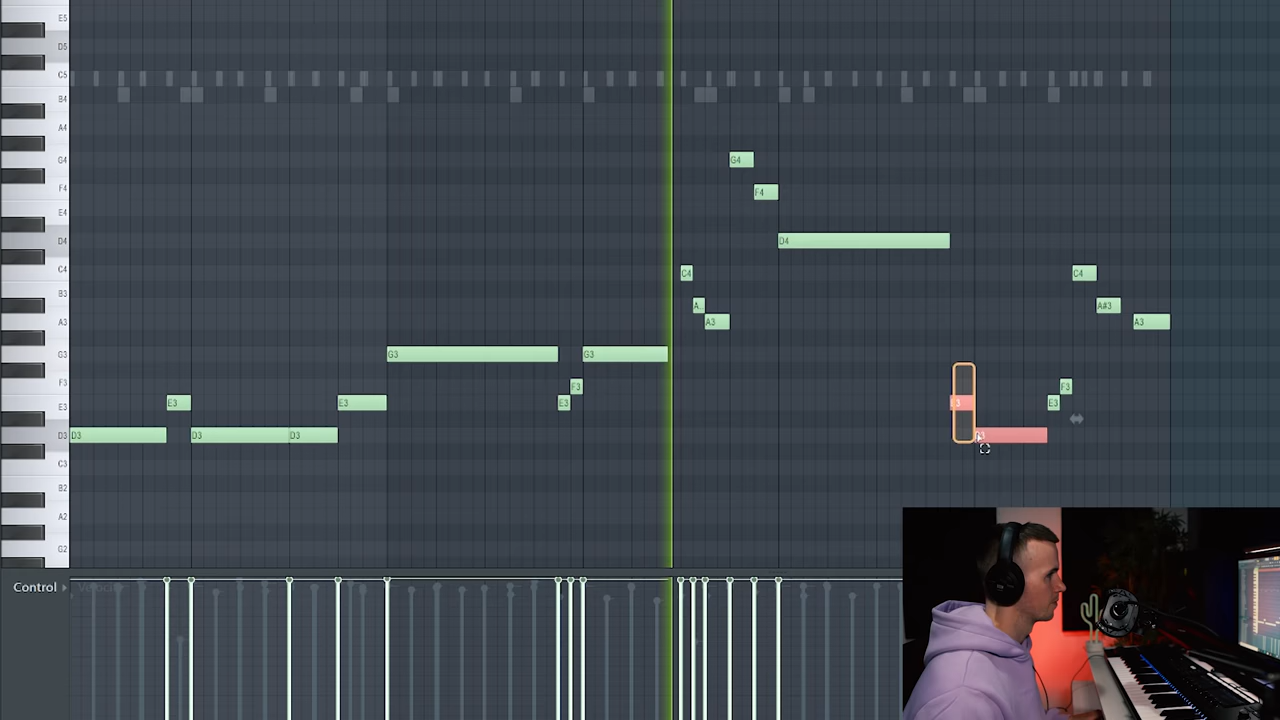 E5
D5
C5
B4
A4
G4 G4
F4 F4
E4
D4 D4
C4 C4 C4
B3 A A#3
A3 A3 A3
G3 G3 G3
F3 F3 F3
E3 E3 E3 E3 3 E3
D3 D3 D3 D3
C3
B2
A2
G2
Control Velocity